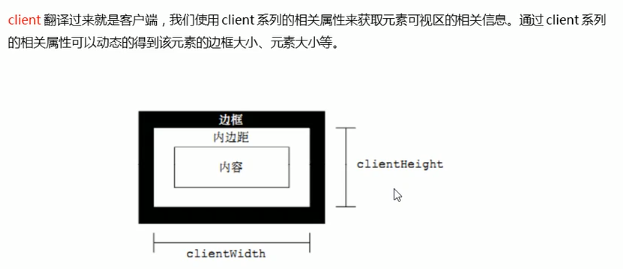 client 翻译过来就是客户端，我们使用 client 系列的相关属性来获取元素可视区的相关信息。通过 client 系列
的相关属性可以动态的得到该元素的边框大小、元素大小等。
边框
内边距
内容
clientHeight
clientWidth